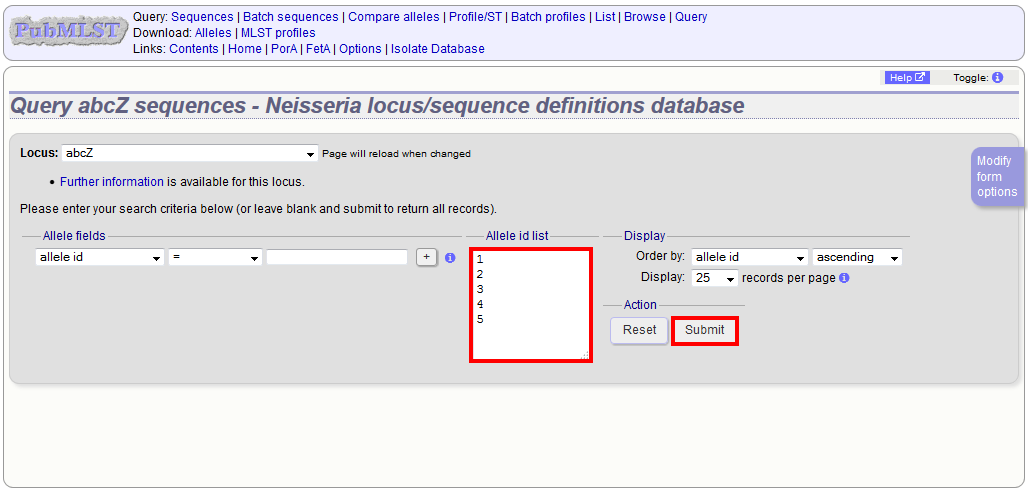 PubMLST
Query: Sequences | Batch sequences | Compare alleles | Profile/ST | Batch profiles | List | Browse | Query
Download: Alleles | MLST profiles
Links: Contents | Home | PorA | FetA | Options | Isolate Database
Help Toggle: i
Query abcZ sequences - Neisseria locus/sequence definitions database
Locus: abcZ Page will reload when changed
Modify
form
options
• Further information is available for this locus.
Please enter your search criteria below (or leave blank and submit to return all records).
Allele fields Allele id list Display
allele id = + i
1
2
3
4
5
Order by: allele id ascending
Display: 25 records per page i
Action
Reset Submit